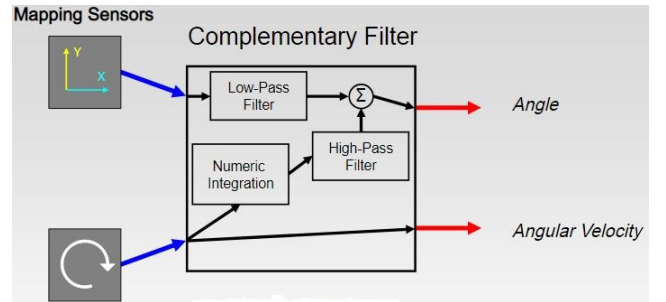 Mapping Sensors
Complementary Filter
Y
X
Low-Pass
Filter
Σ
Angle
High-Pass
Filter
Numeric
Integration
Angular Velocity